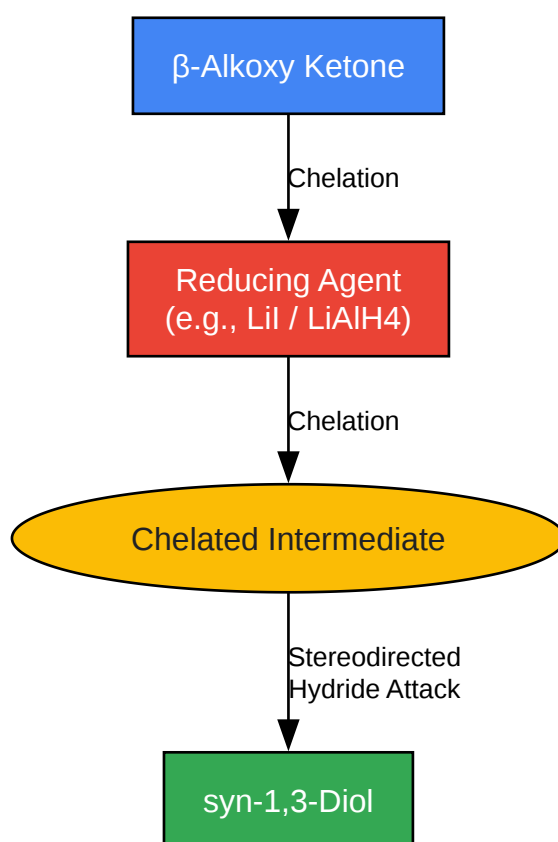 β-Alkoxy Ketone
Chelation
Reducing Agent
(e.g., LiI / LiAlH4)
Chelation
Chelated Intermediate
Stereodirected
Hydride Attack
syn-1,3-Diol